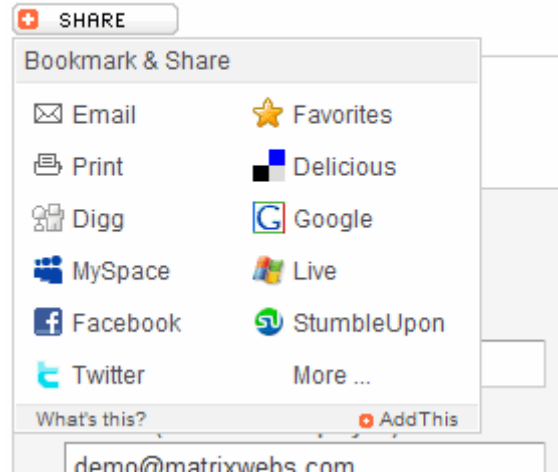 SHARE
Bookmark & Share
Email Favorites
Print Delicious
Digg Google
MySpace Live
Facebook StumbleUpon
Twitter More ...
What's this? AddThis
demo@matrixwebs.com